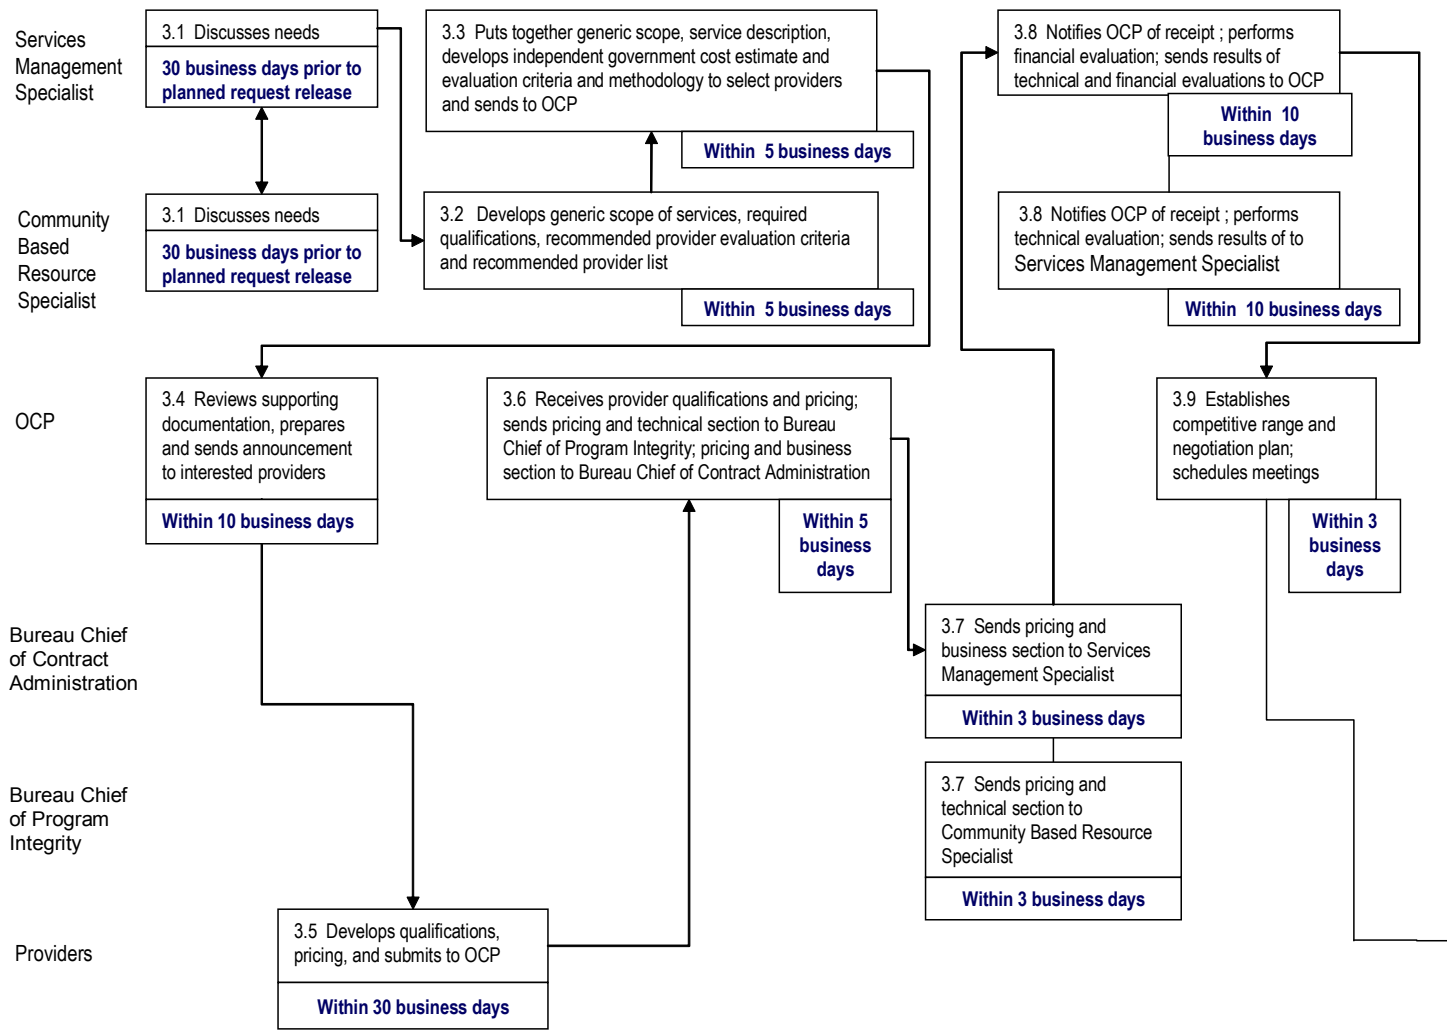 Services
Management
Specialist
3.1 Discusses needs
30 business days prior to
planned request release
3.3 Puts together generic scope, service description,
develops independent government cost estimate and
evaluation criteria and methodology to select providers
and sends to OCP
Within 5 business days
3.8 Notifies OCP of receipt ; performs
financial evaluation; sends results of
technical and financial evaluations to OCP
Within 10
business days
Community
Based
Resource
Specialist
3.1 Discusses needs
30 business days prior to
planned request release
3.2 Develops generic scope of services, required
qualifications, recommended provider evaluation criteria
and recommended provider list
Within 5 business days
3.8 Notifies OCP of receipt ; performs
technical evaluation; sends results of to
Services Management Specialist
Within 10 business days
OCP
3.4 Reviews supporting
documentation, prepares
and sends announcement
to interested providers
Within 10 business days
3.6 Receives provider qualifications and pricing;
sends pricing and technical section to Bureau
Chief of Program Integrity; pricing and business
section to Bureau Chief of Contract Administration
Within 5
business
days
3.9 Establishes
competitive range and
negotiation plan;
schedules meetings
Within 3
business
days
Bureau Chief
of Contract
Administration
3.7 Sends pricing and
business section to Services
Management Specialist
Within 3 business days
Bureau Chief
of Program
Integrity
3.7 Sends pricing and
technical section to
Community Based Resource
Specialist
Within 3 business days
Providers
3.5 Develops qualifications,
pricing, and submits to OCP
Within 30 business days